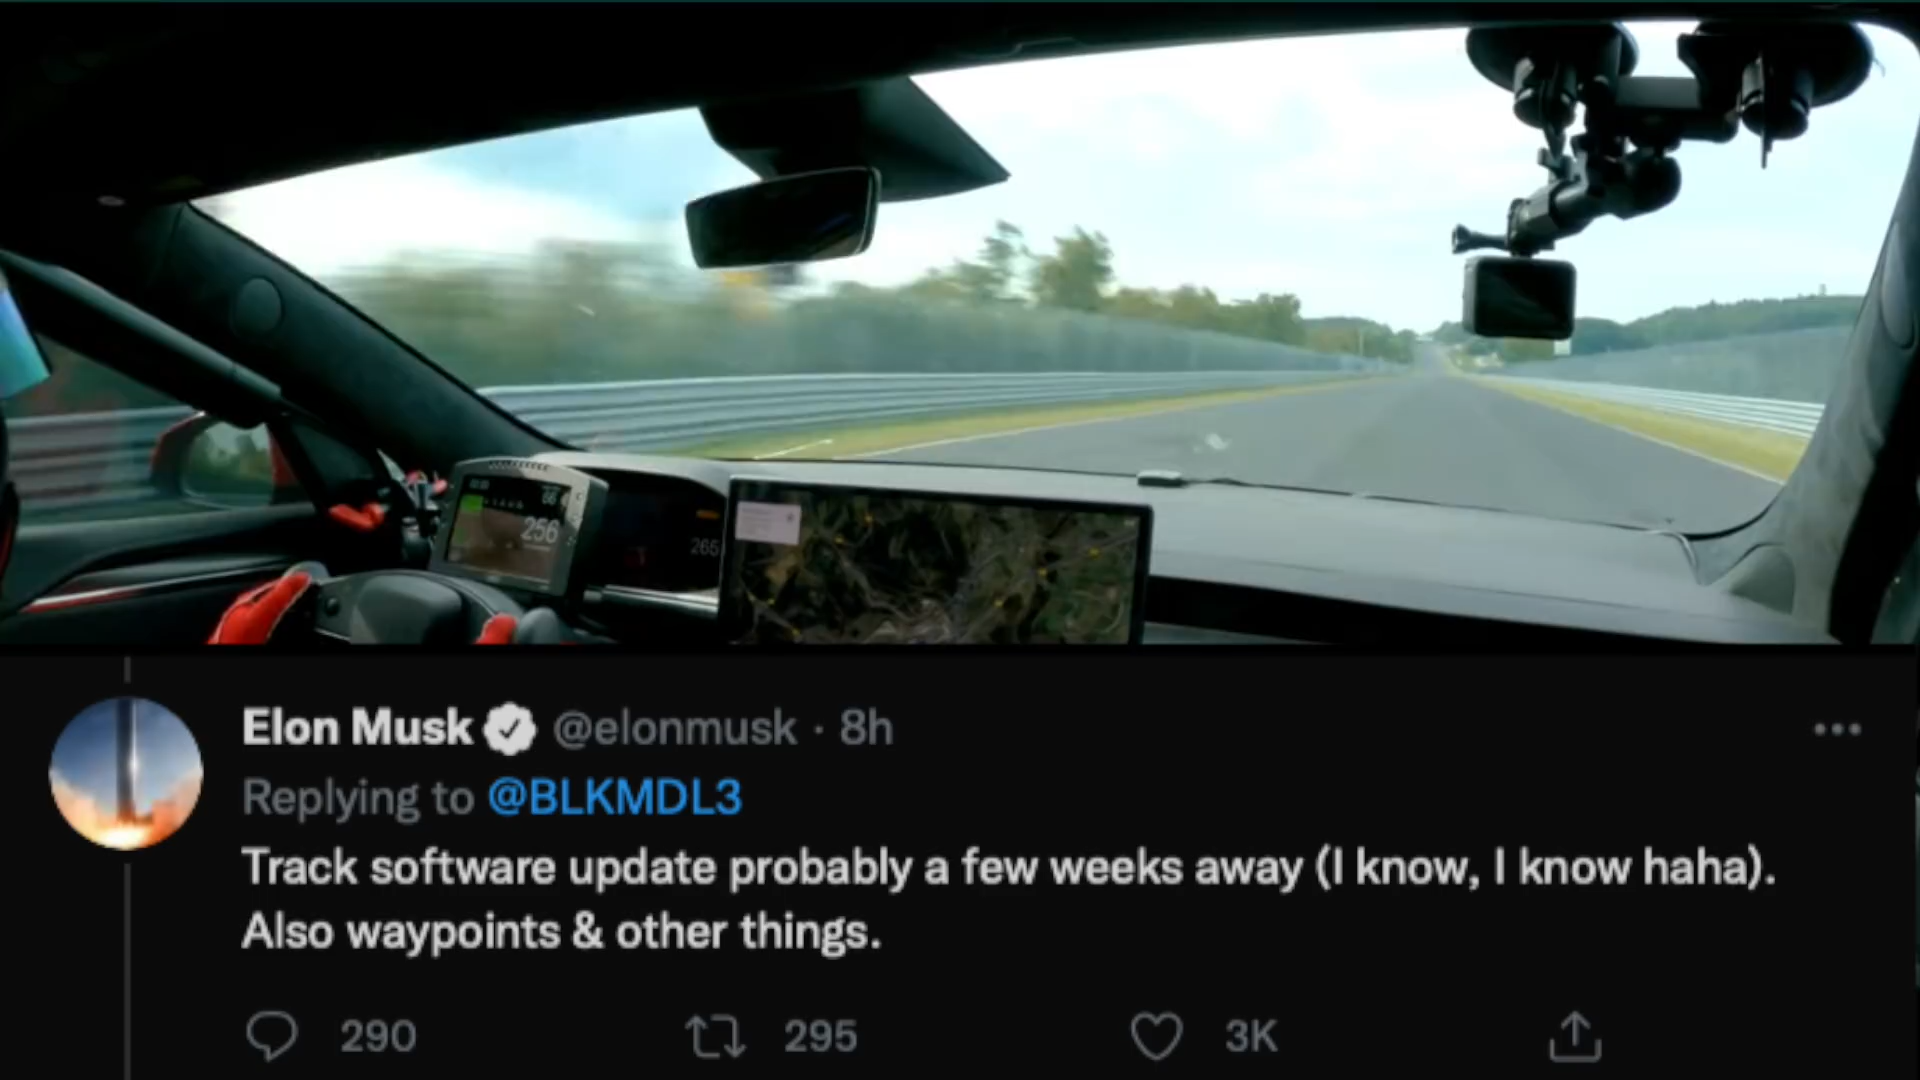 66
256
265
Elon Musk @elonmusk · 8h
Replying to @BLKMDL3
Track software update probably a few weeks away (I know, I know haha).
Also waypoints & other things.
290 295 3K